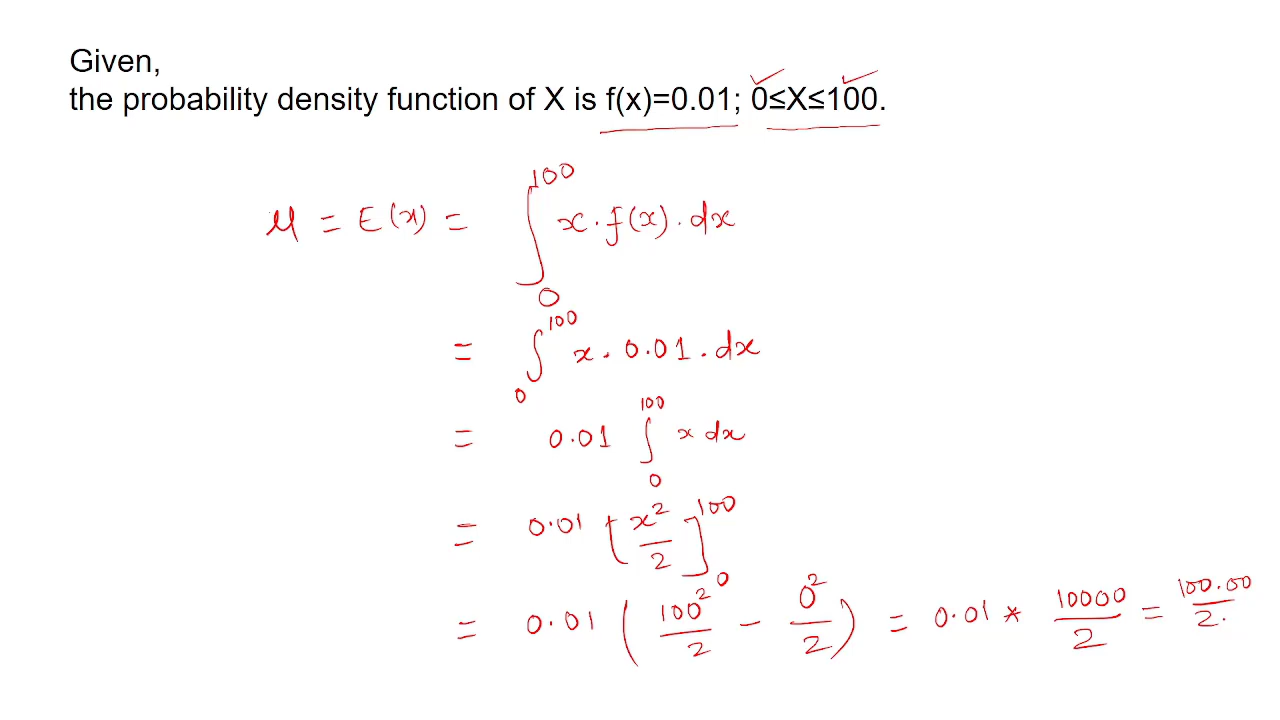 Given,
the probability density function of X is f(x)=0.01; 0≤X≤100.
μ = E(x) = ∫₀¹⁰⁰ x·f(x)·dx
= ∫₀¹⁰⁰ x·0.01·dx
= 0.01 ∫₀¹⁰⁰ x dx
= 0.01 [x²/2]₀¹⁰⁰
= 0.01 (100²/2 − 0²/2) = 0.01 * 10000/2 = 100.00/2.